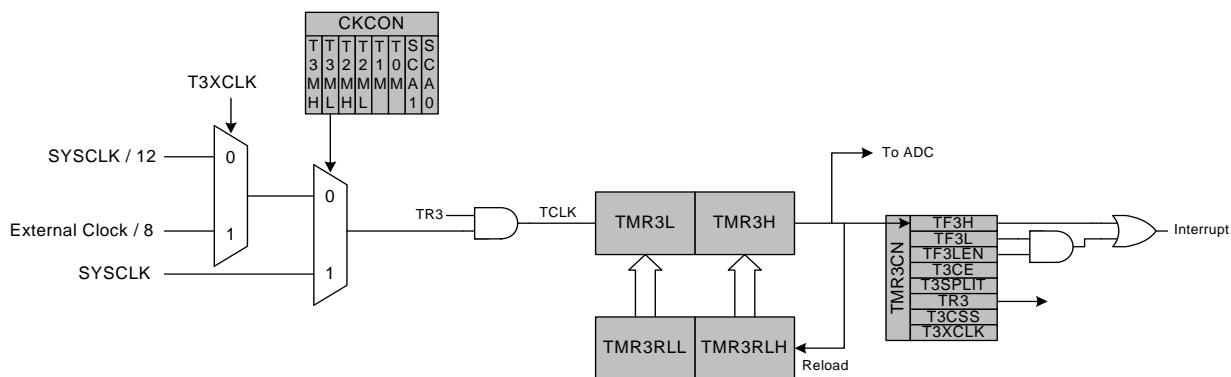 CKCON
T3MH
T3ML
T2MH
T2ML
T1M
T0M
SCA1
SCA0
T3XCLK
SYSCLK / 12
0
External Clock / 8
1
0
SYSCLK
1
TR3
TCLK
TMR3L
TMR3H
To ADC
TMR3RLL
TMR3RLH
Reload
TMR3CN
TF3H
TF3L
TF3LEN
T3CE
T3SPLIT
TR3
T3CSS
T3XCLK
Interrupt